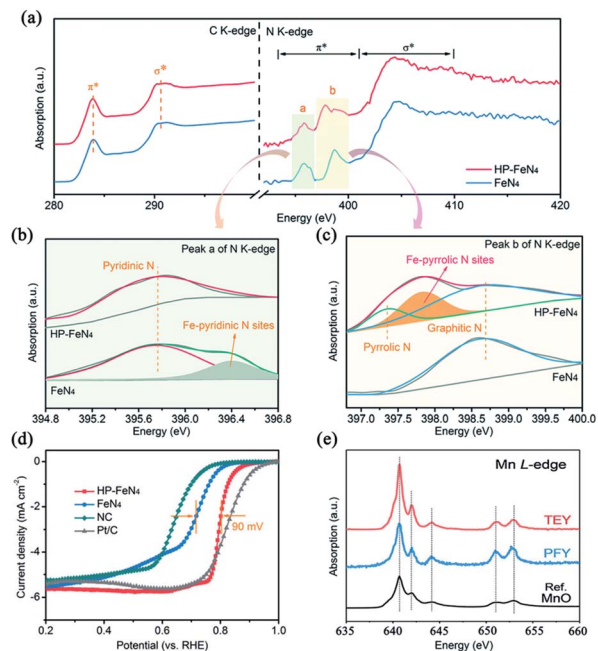 (a)
C K-edge
N K-edge
π*
σ*
π*
σ*
a
b
HP-FeN₄
FeN₄
Absorption (a.u.)
280 290 400 410 420
Energy (eV)
(b)
Peak a of N K-edge
Pyridinic N
HP-FeN₄
Fe-pyridinic N sites
FeN₄
Absorption (a.u.)
394.8 395.2 395.6 396.0 396.4 396.8
Energy (eV)
(c)
Peak b of N K-edge
Fe-pyrrolic N sites
HP-FeN₄
Graphitic N
Pyrrolic N
FeN₄
Absorption (a.u.)
397.0 397.5 398.0 398.5 399.0 399.5 400.0
Energy (eV)
(d)
HP-FeN₄
FeN₄
NC
Pt/C
90 mV
Current density (mA cm⁻²)
0
-2
-4
-6
0.2 0.4 0.6 0.8 1.0
Potential (vs. RHE)
(e)
Mn L-edge
TEY
PFY
Ref.
MnO
Absorption (a.u.)
635 640 645 650 655 660
Energy (eV)